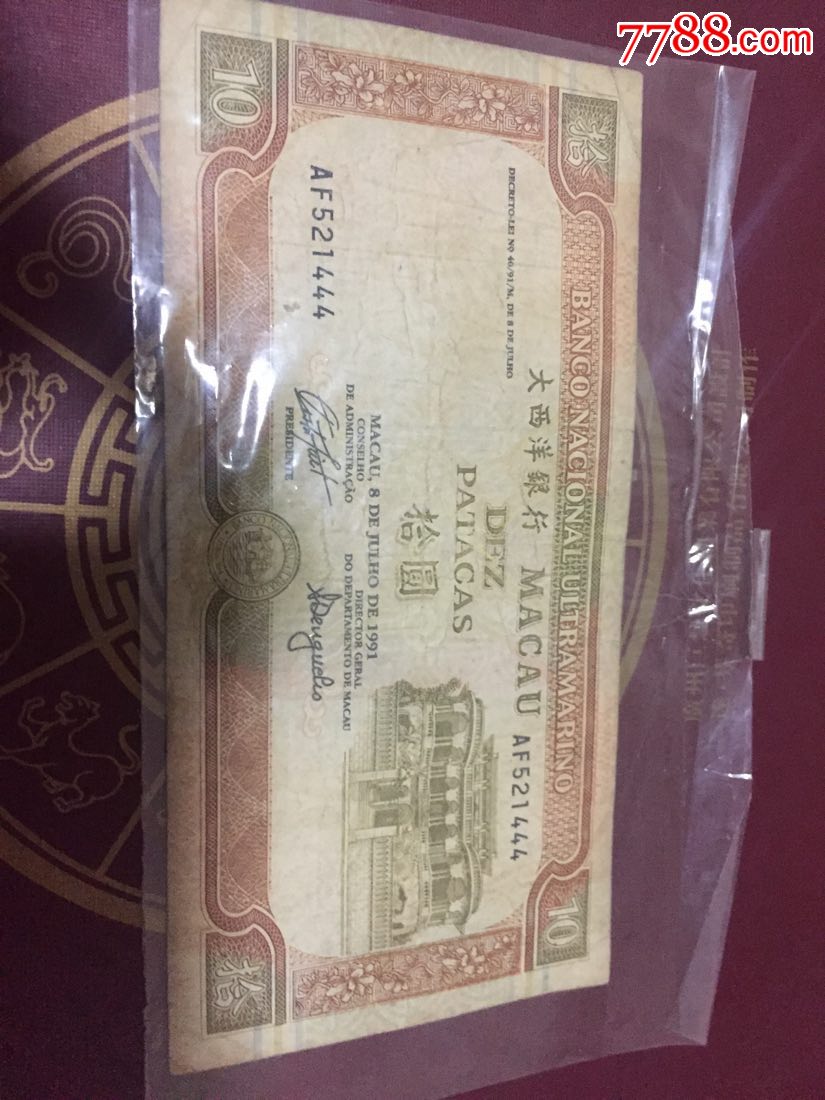 7788.com
拾
10
BANCO NACIONAL ULTRAMARINO
DECRETO-LEI Nº 46/91/M, DE 8 DE JULHO
大西洋銀行 MACAU
AF521444
DEZ
PATACAS
拾圓
MACAU, 8 DE JULHO DE 1991
CONSELHO
DE ADMINISTRAÇÃO
PRESIDENTE
DIRECTOR GERAL
DO DEPARTAMENTO DE MACAU
AF521444
10
拾